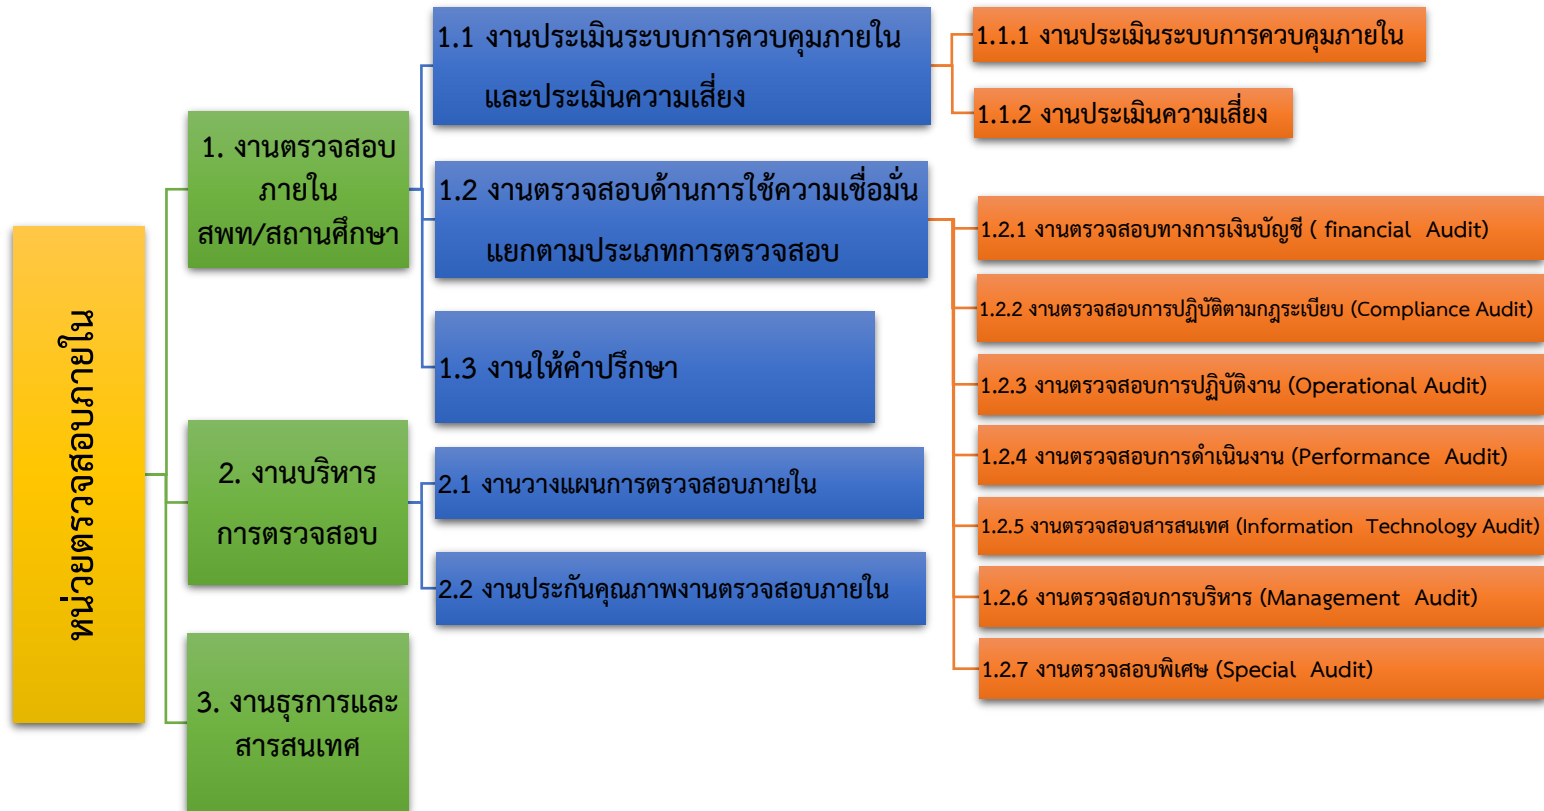 หน่วยตรวจสอบภายใน
1. งานตรวจสอบ
ภายใน
สพท/สถานศึกษา
1.1 งานประเมินระบบการควบคุมภายใน
และประเมินความเสี่ยง
1.1.1 งานประเมินระบบการควบคุมภายใน
1.1.2 งานประเมินความเสี่ยง
1.2 งานตรวจสอบด้านการใช้ความเชื่อมั่น
แยกตามประเภทการตรวจสอบ
1.2.1 งานตรวจสอบทางการเงินบัญชี ( financial Audit)
1.2.2 งานตรวจสอบการปฏิบัติตามกฎระเบียบ (Compliance Audit)
1.2.3 งานตรวจสอบการปฏิบัติงาน (Operational Audit)
1.2.4 งานตรวจสอบการดำเนินงาน (Performance Audit)
1.2.5 งานตรวจสอบสารสนเทศ (Information Technology Audit)
1.2.6 งานตรวจสอบการบริหาร (Management Audit)
1.2.7 งานตรวจสอบพิเศษ (Special Audit)
1.3 งานให้คำปรึกษา
2. งานบริหาร
การตรวจสอบ
2.1 งานวางแผนการตรวจสอบภายใน
2.2 งานประกันคุณภาพงานตรวจสอบภายใน
3. งานธุรการและ
สารสนเทศ